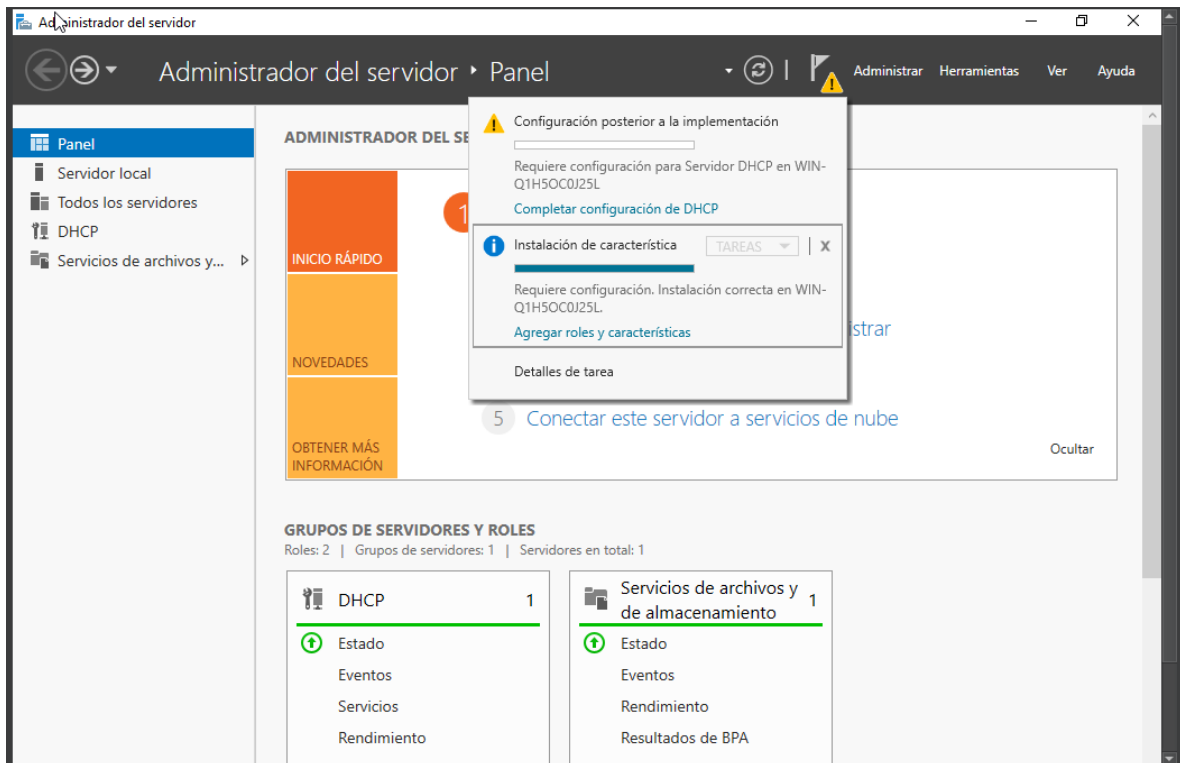 Administrador del servidor
Administrador del servidor ‣ Panel
Administrar Herramientas Ver Ayuda
Panel
Servidor local
Todos los servidores
DHCP
Servicios de archivos y...
ADMINISTRADOR DEL SE
Configuración posterior a la implementación
Requiere configuración para Servidor DHCP en WIN-
Q1H5OC0J25L
Completar configuración de DHCP
Instalación de característica TAREAS X
Requiere configuración. Instalación correcta en WIN-
Q1H5OC0J25L.
Agregar roles y características
Detalles de tarea
1
INICIO RÁPIDO
istrar
NOVEDADES
5 Conectar este servidor a servicios de nube
OBTENER MÁS
INFORMACIÓN
Ocultar
GRUPOS DE SERVIDORES Y ROLES
Roles: 2 | Grupos de servidores: 1 | Servidores en total: 1
DHCP 1
Estado
Eventos
Servicios
Rendimiento
Servicios de archivos y
de almacenamiento 1
Estado
Eventos
Rendimiento
Resultados de BPA